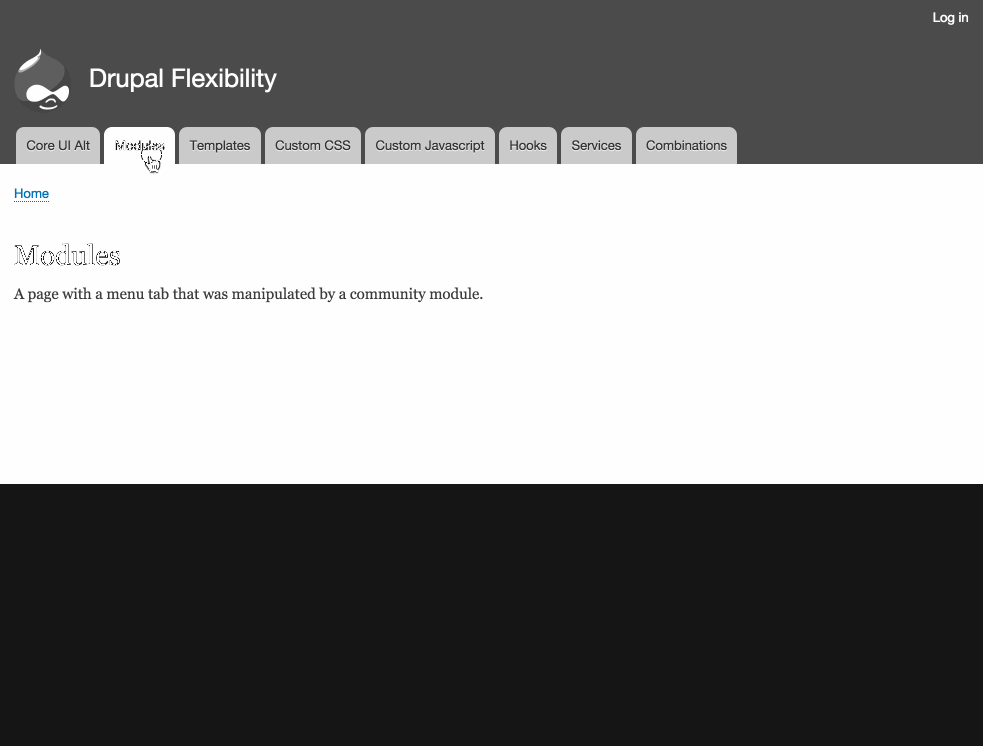 Log in
Drupal Flexibility
Core UI Alt Modules Templates Custom CSS Custom Javascript Hooks Services Combinations
Home
Modules
A page with a menu tab that was manipulated by a community module.